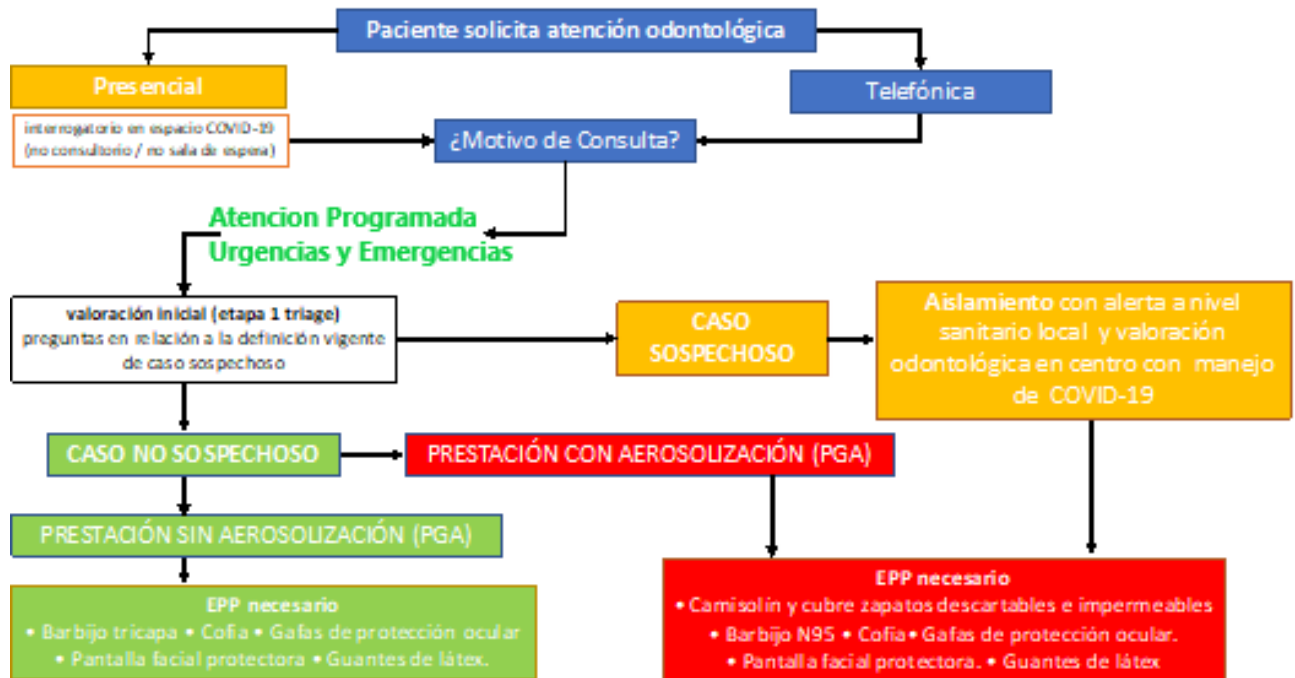 Paciente solicita atención odontológica
Presencial
Telefónica
interrogatorio en espacio COVID-19
(no consultorio / no sala de espera)
¿Motivo de Consulta?
Atencion Programada
Urgencias y Emergencias
valoración inicial (etapa 1 triage)
preguntas en relación a la definición vigente
de caso sospechoso
CASO
SOSPECHOSO
Aislamiento con alerta a nivel
sanitario local y valoración
odontológica en centro con manejo
de COVID-19
CASO NO SOSPECHOSO
PRESTACIÓN CON AEROSOLIZACIÓN (PGA)
PRESTACIÓN SIN AEROSOLIZACIÓN (PGA)
EPP necesario
• Barbijo tricapa • Cofia • Gafas de protección ocular
• Pantalla facial protectora • Guantes de látex.
EPP necesario
• Camisolín y cubre zapatos descartables e impermeables
• Barbijo N95 • Cofia • Gafas de protección ocular.
• Pantalla facial protectora. • Guantes de látex